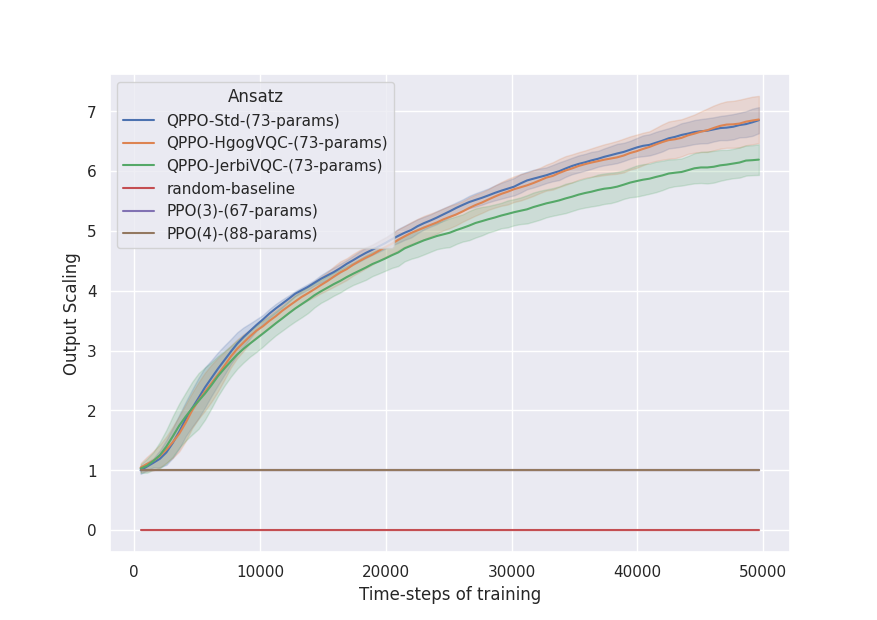 Ansatz
QPPO-Std-(73-params)
QPPO-HgogVQC-(73-params)
QPPO-JerbiVQC-(73-params)
random-baseline
PPO(3)-(67-params)
PPO(4)-(88-params)
Output Scaling
7
6
5
4
3
2
1
0
0 10000 20000 30000 40000 50000
Time-steps of training